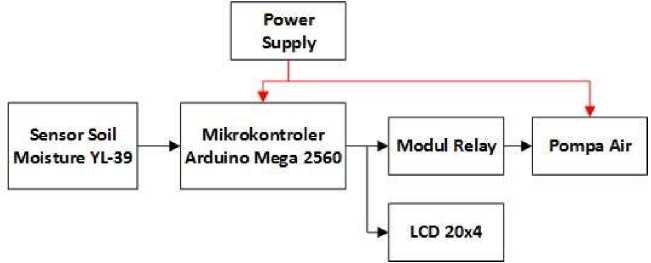 Power
Supply
Sensor Soil
Moisture YL-39
Mikrokontroler
Arduino Mega 2560
Modul Relay
Pompa Air
LCD 20x4